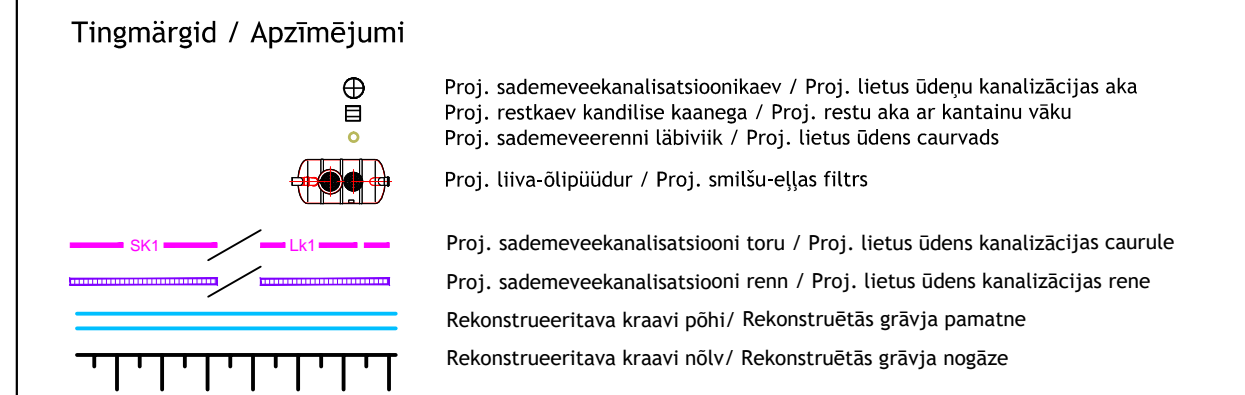 Tingmärgid / Apzīmējumi
Proj. sademeveekanalisatsioonikaev / Proj. lietus ūdeņu kanalizācijas aka
Proj. restkaev kandilise kaanega / Proj. restu aka ar kantainu vāku
Proj. sademeveerenni läbiviik / Proj. lietus ūdens caurvads
Proj. liiva-õlipüüdur / Proj. smilšu-eļļas filtrs
SK1 Lk1 Proj. sademeveekanalisatsiooni toru / Proj. lietus ūdens kanalizācijas caurule
Proj. sademeveekanalisatsiooni renn / Proj. lietus ūdens kanalizācijas rene
Rekonstrueeritava kraavi põhi/ Rekonstruētās grāvja pamatne
Rekonstrueeritava kraavi nõlv/ Rekonstruētās grāvja nogāze